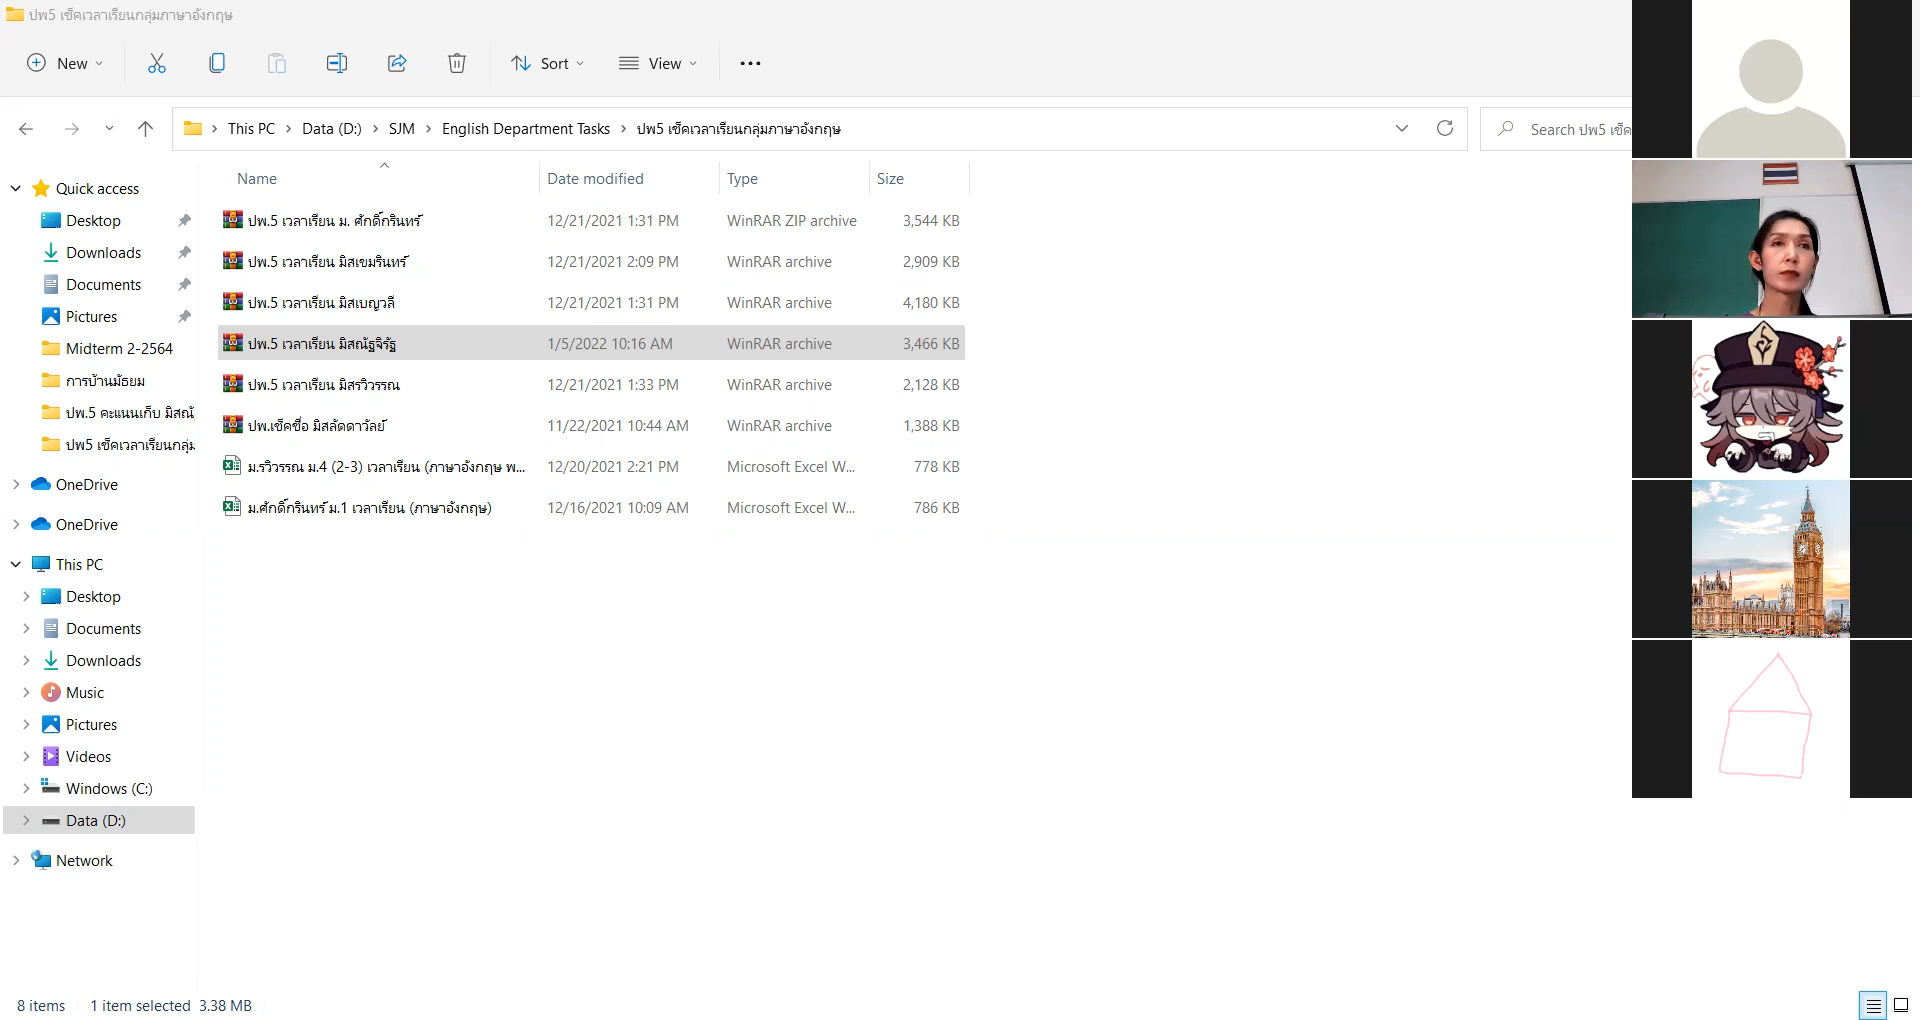 ปพ5 เช็คเวลาเรียนกลุ่มภาษาอังกฤษ
New Sort View
This PC Data (D:) SJM English Department Tasks ปพ5 เช็คเวลาเรียนกลุ่มภาษาอังกฤษ Search ปพ5 เช็ค
Name Date modified Type Size
Quick access
Desktop
Downloads
Documents
Pictures
Midterm 2-2564
การบ้านมัธยม
ปพ.5 คะแนนเก็บ มิสณั
ปพ5 เช็คเวลาเรียนกลุ่ม
OneDrive
OneDrive
This PC
Desktop
Documents
Downloads
Music
Pictures
Videos
Windows (C:)
Data (D:)
Network
ปพ.5 เวลาเรียน ม. ศักดิ์กรินทร์ 12/21/2021 1:31 PM WinRAR ZIP archive 3,544 KB
ปพ.5 เวลาเรียน มิสเขมรินทร์ 12/21/2021 2:09 PM WinRAR archive 2,909 KB
ปพ.5 เวลาเรียน มิสเบญวลี 12/21/2021 1:31 PM WinRAR archive 4,180 KB
ปพ.5 เวลาเรียน มิสณัฐจิรัฐ 1/5/2022 10:16 AM WinRAR archive 3,466 KB
ปพ.5 เวลาเรียน มิสรวิวรรณ 12/21/2021 1:33 PM WinRAR archive 2,128 KB
ปพ.เช็คชื่อ มิสลัดดาวัลย์ 11/22/2021 10:44 AM WinRAR archive 1,388 KB
ม.รวิวรรณ ม.4 (2-3) เวลาเรียน (ภาษาอังกฤษ พ... 12/20/2021 2:21 PM Microsoft Excel W... 778 KB
ม.ศักดิ์กรินทร์ ม.1 เวลาเรียน (ภาษาอังกฤษ) 12/16/2021 10:09 AM Microsoft Excel W... 786 KB
8 items 1 item selected 3.38 MB